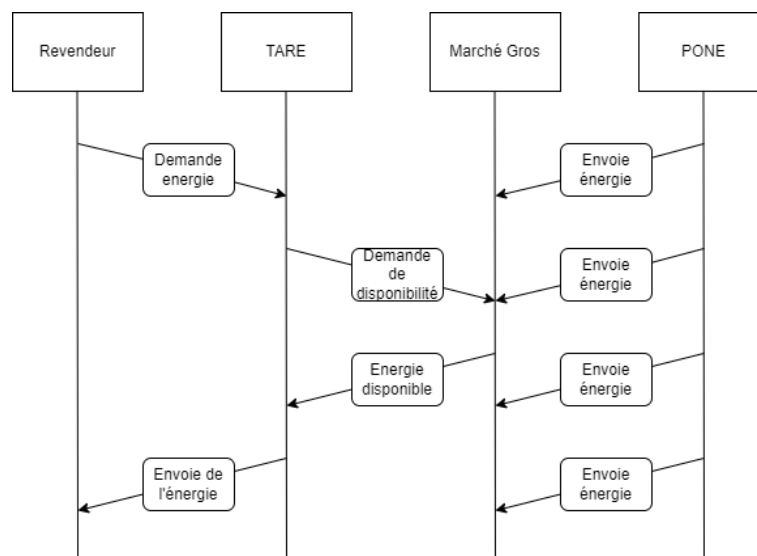 Revendeur
TARE
Marché Gros
PONE
Demande
energie
Envoie
énergie
Demande
de
disponibilité
Envoie
énergie
Energie
disponible
Envoie
énergie
Envoie de
l'énergie
Envoie
énergie